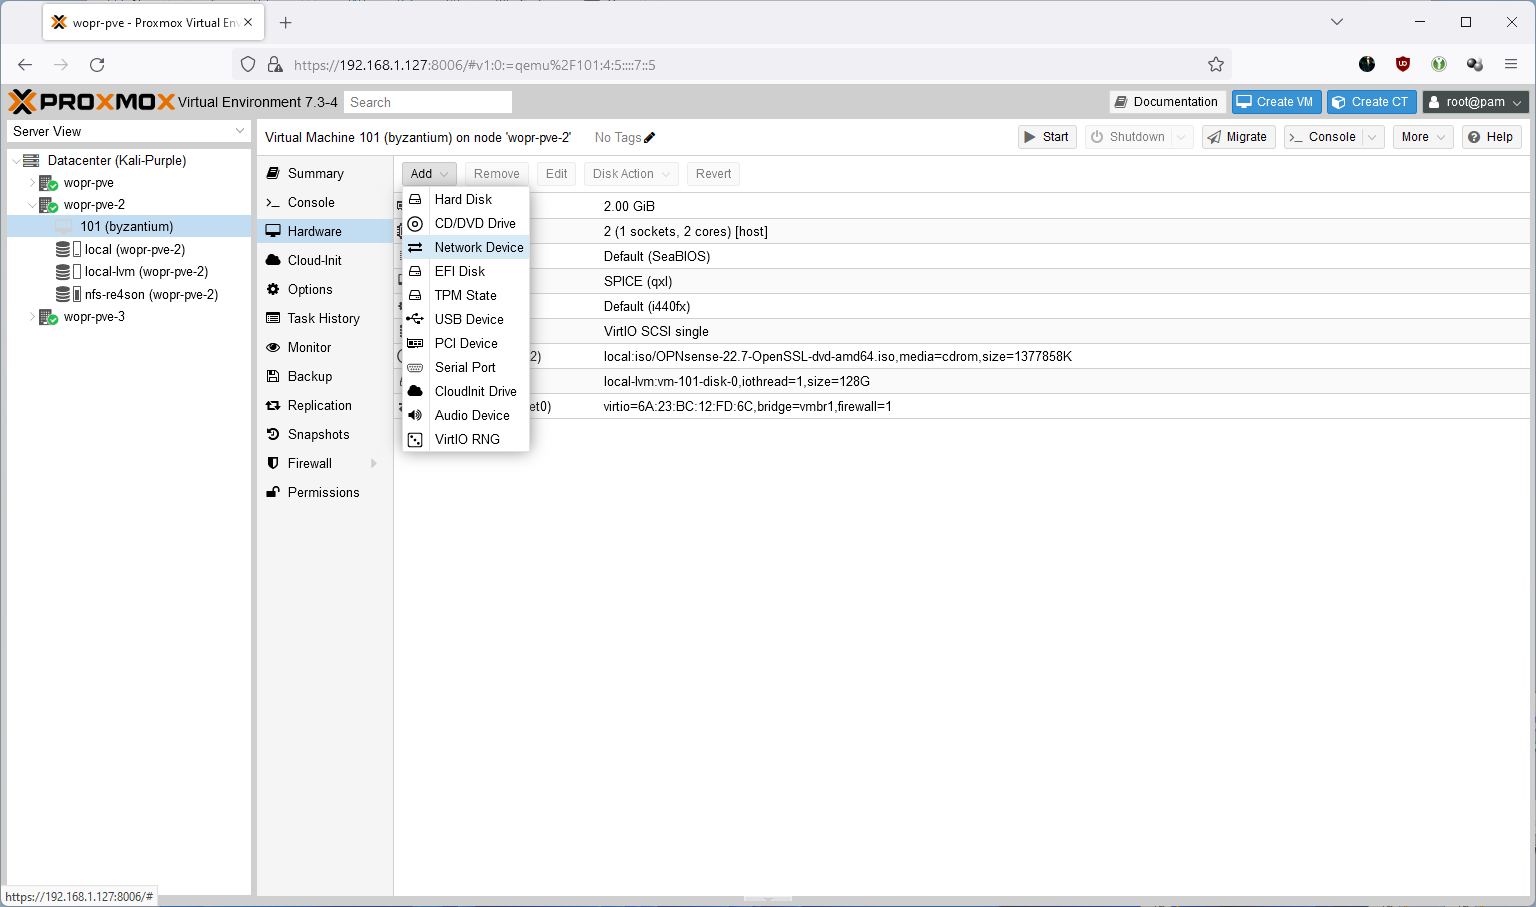 wopr-pve - Proxmox Virtual En
https://192.168.1.127:8006/#v1:0:=qemu%2F101:4:5::::7::5
PROXMOX Virtual Environment 7.3-4 Search Documentation Create VM Create CT root@pam
Server View
Virtual Machine 101 (byzantium) on node 'wopr-pve-2' No Tags Start Shutdown Migrate Console More Help
Datacenter (Kali-Purple)
wopr-pve
wopr-pve-2
101 (byzantium)
local (wopr-pve-2)
local-lvm (wopr-pve-2)
nfs-re4son (wopr-pve-2)
wopr-pve-3
Summary
Console
Hardware
Cloud-Init
Options
Task History
Monitor
Backup
Replication
Snapshots
Firewall
Permissions
Add Remove Edit Disk Action Revert
Hard Disk
CD/DVD Drive
Network Device
EFI Disk
TPM State
USB Device
PCI Device
Serial Port
CloudInit Drive
Audio Device
VirtIO RNG
2.00 GiB
2 (1 sockets, 2 cores) [host]
Default (SeaBIOS)
SPICE (qxl)
Default (i440fx)
VirtIO SCSI single
2) local:iso/OPNsense-22.7-OpenSSL-dvd-amd64.iso,media=cdrom,size=1377858K
local-lvm:vm-101-disk-0,iothread=1,size=128G
et0) virtio=6A:23:BC:12:FD:6C,bridge=vmbr1,firewall=1
https://192.168.1.127:8006/#